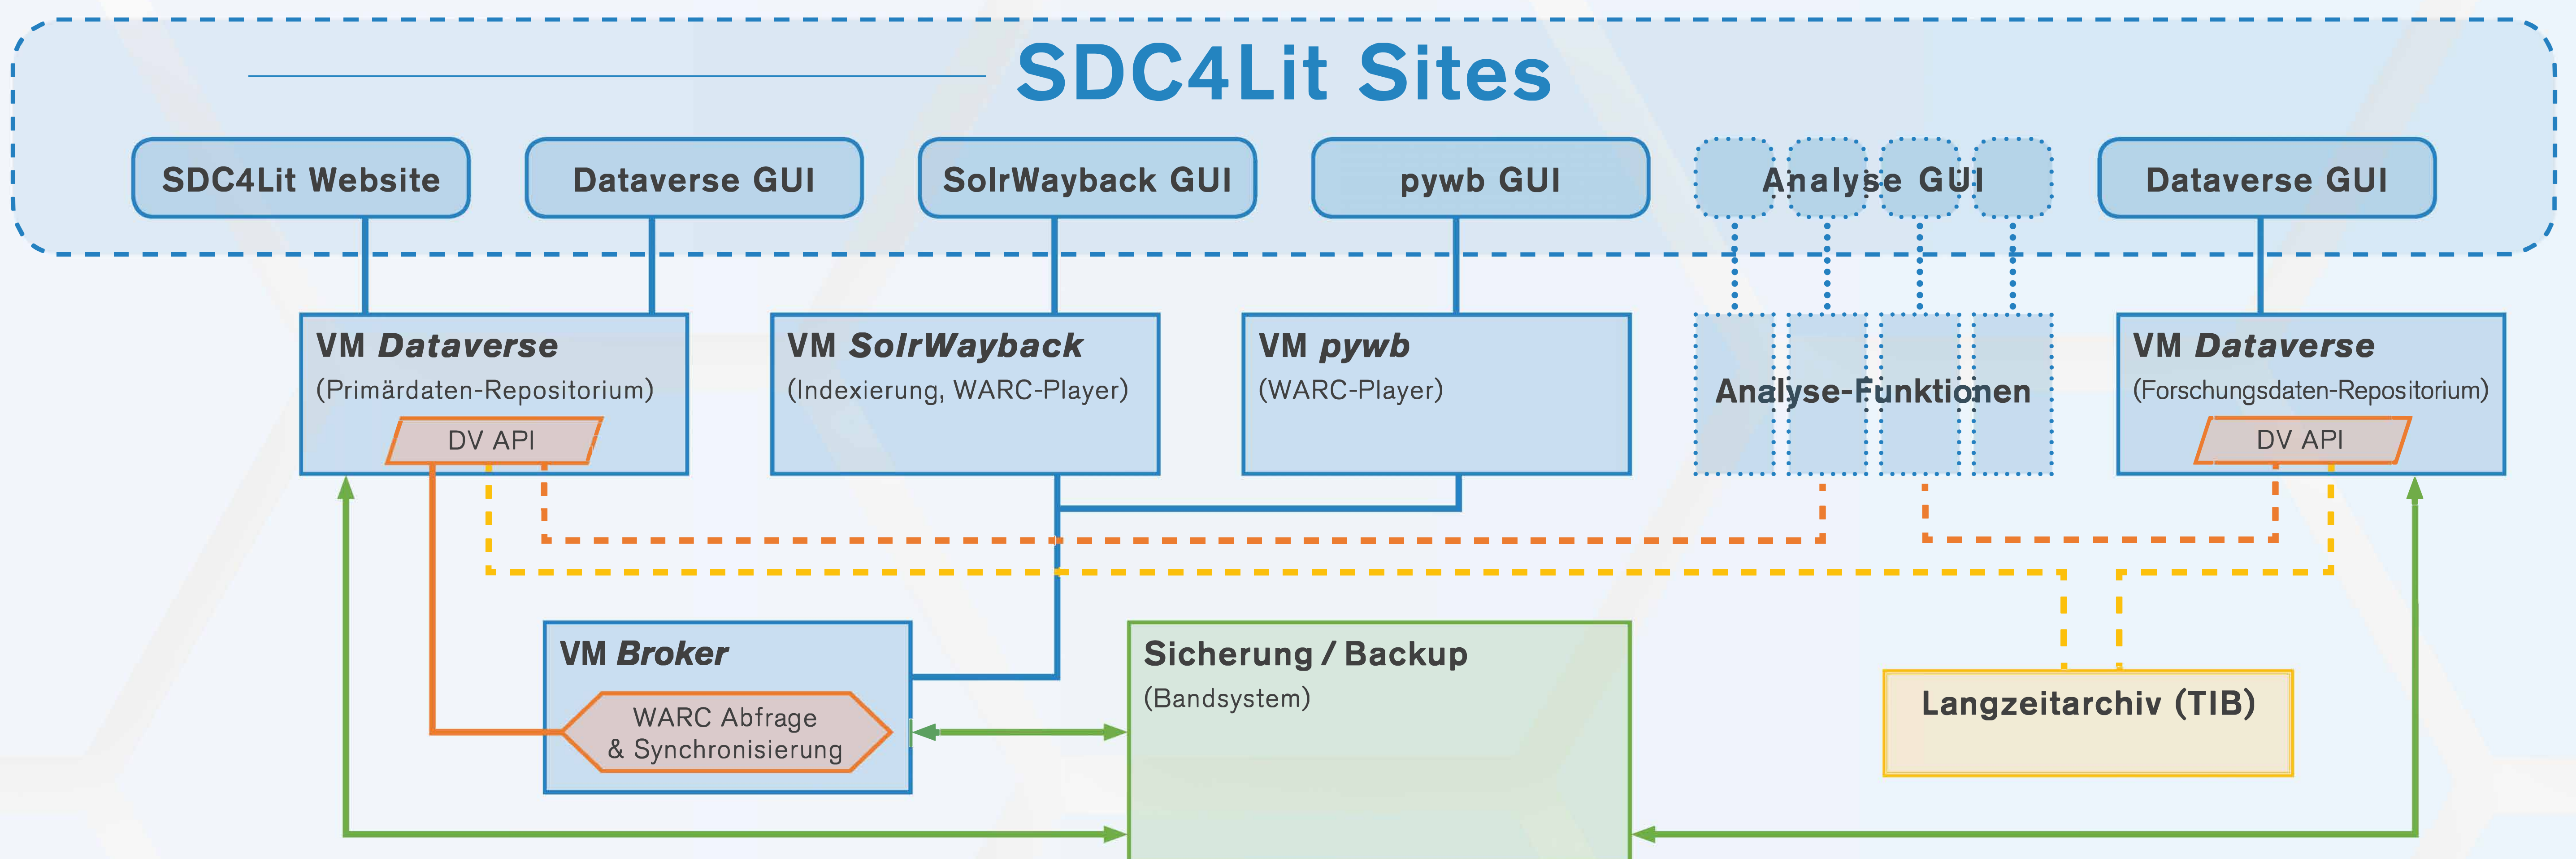 SDC4Lit Sites
SDC4Lit Website
Dataverse GUI
SolrWayback GUI
pywb GUI
Analyse GUI
Dataverse GUI
VM Dataverse
(Primärdaten-Repositorium)
DV API
VM SolrWayback
(Indexierung, WARC-Player)
VM pywb
(WARC-Player)
Analyse-Funktionen
VM Dataverse
(Forschungsdaten-Repositorium)
DV API
VM Broker
WARC Abfrage
& Synchronisierung
Sicherung / Backup
(Bandsystem)
Langzeitarchiv (TIB)